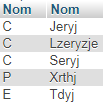 Nom Nom
C Jeryj
C Lzeryzje
C Seryj
P Xrthj
E Tdyj